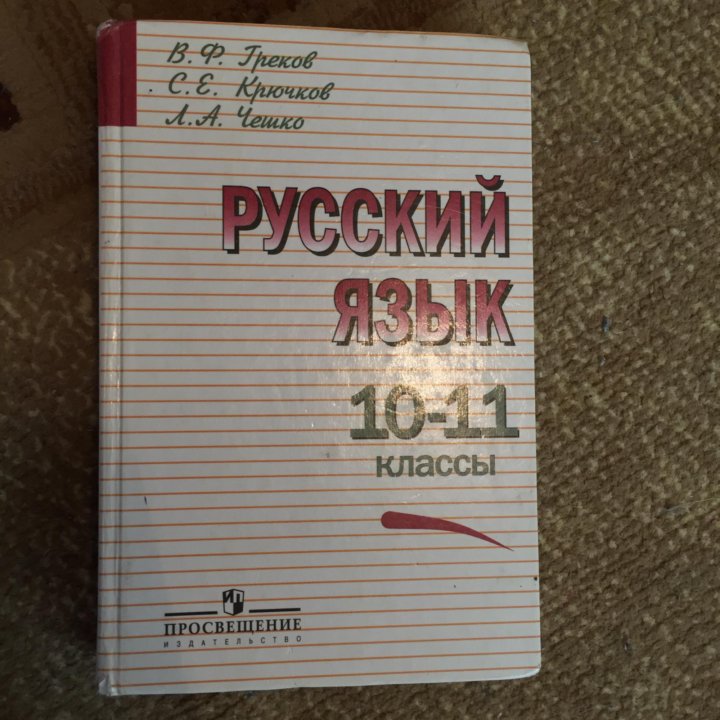 В. Ф. Греков
С. Е. Крючков
Л. А. Чешко
РУССКИЙ
ЯЗЫК
10-11
КЛАССЫ
ПРОСВЕЩЕНИЕ
ИЗДАТЕЛЬСТВО